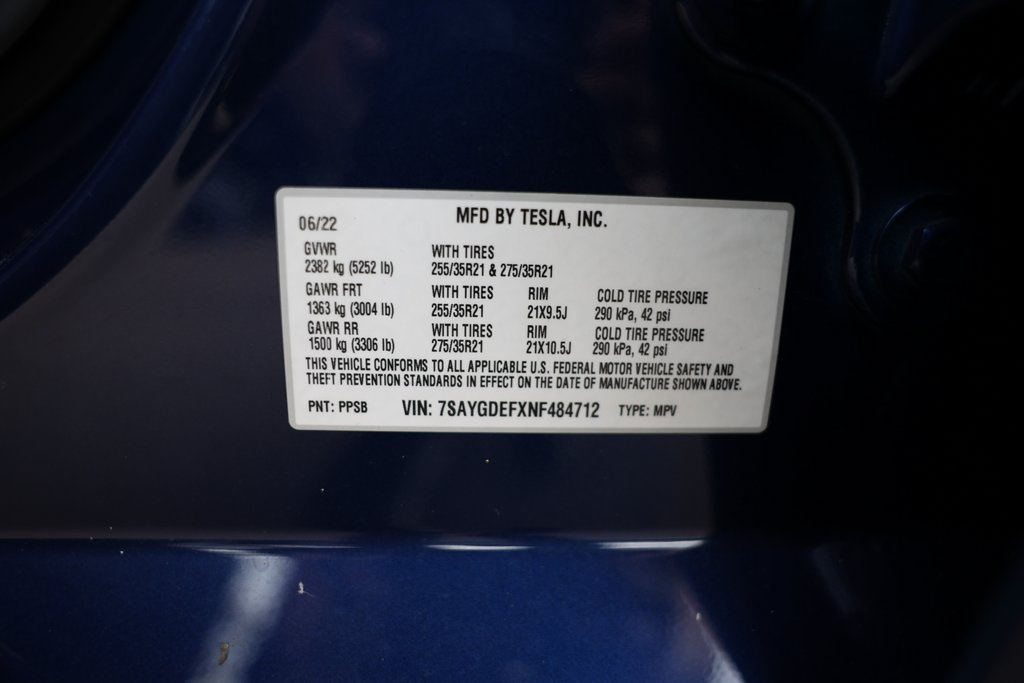 06/22 MFD BY TESLA, INC.
GVWR WITH TIRES
2382 kg (5252 lb) 255/35R21 & 275/35R21
GAWR FRT WITH TIRES RIM COLD TIRE PRESSURE
1363 kg (3004 lb) 255/35R21 21X9.5J 290 kPa, 42 psi
GAWR RR WITH TIRES RIM COLD TIRE PRESSURE
1500 kg (3306 lb) 275/35R21 21X10.5J 290 kPa, 42 psi
THIS VEHICLE CONFORMS TO ALL APPLICABLE U.S. FEDERAL MOTOR VEHICLE SAFETY AND
THEFT PREVENTION STANDARDS IN EFFECT ON THE DATE OF MANUFACTURE SHOWN ABOVE.
PNT: PPSB VIN: 7SAYGDEFXNF484712 TYPE: MPV